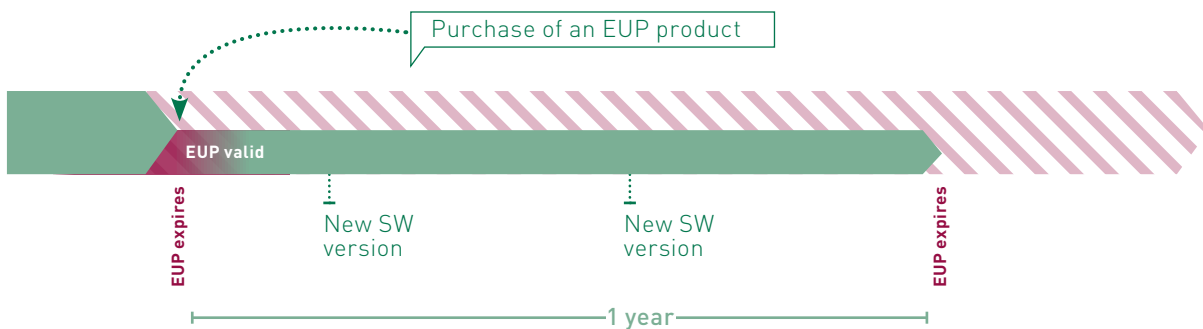 Purchase of an EUP product
EUP valid
EUP expires
New SW
version
New SW
version
EUP expires
1 year